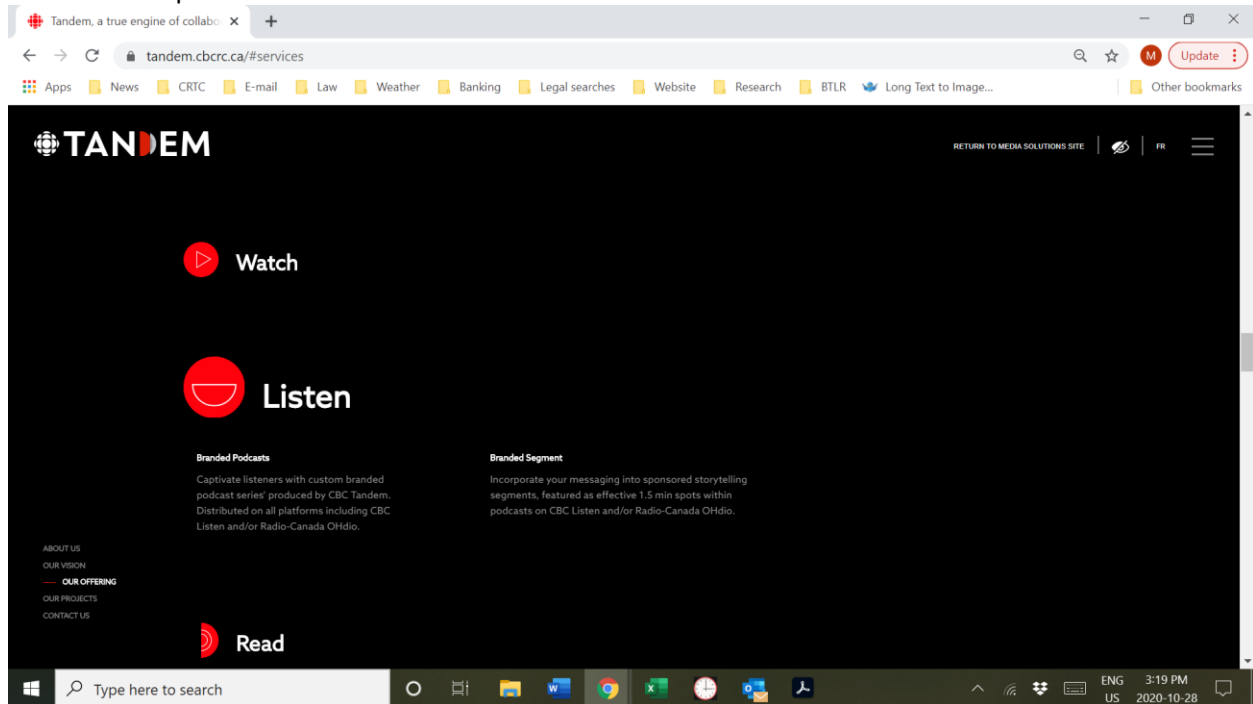 Tandem, a true engine of collabo
tandem.cbcrc.ca/#services
M Update
Apps News CRTC E-mail Law Weather Banking Legal searches Website Research BTLR Long Text to Image... Other bookmarks
TANDEM
RETURN TO MEDIA SOLUTIONS SITE FR
Watch
Listen
Branded Podcasts
Captivate listeners with custom branded
podcast series' produced by CBC Tandem.
Distributed on all platforms including CBC
Listen and/or Radio-Canada OHdio.
Branded Segment
Incorporate your messaging into sponsored storytelling
segments, featured as effective 1.5 min spots within
podcasts on CBC Listen and/or Radio-Canada OHdio.
ABOUT US
OUR VISION
OUR OFFERING
OUR PROJECTS
CONTACT US
Read
Type here to search
ENG
US
3:19 PM
2020-10-28